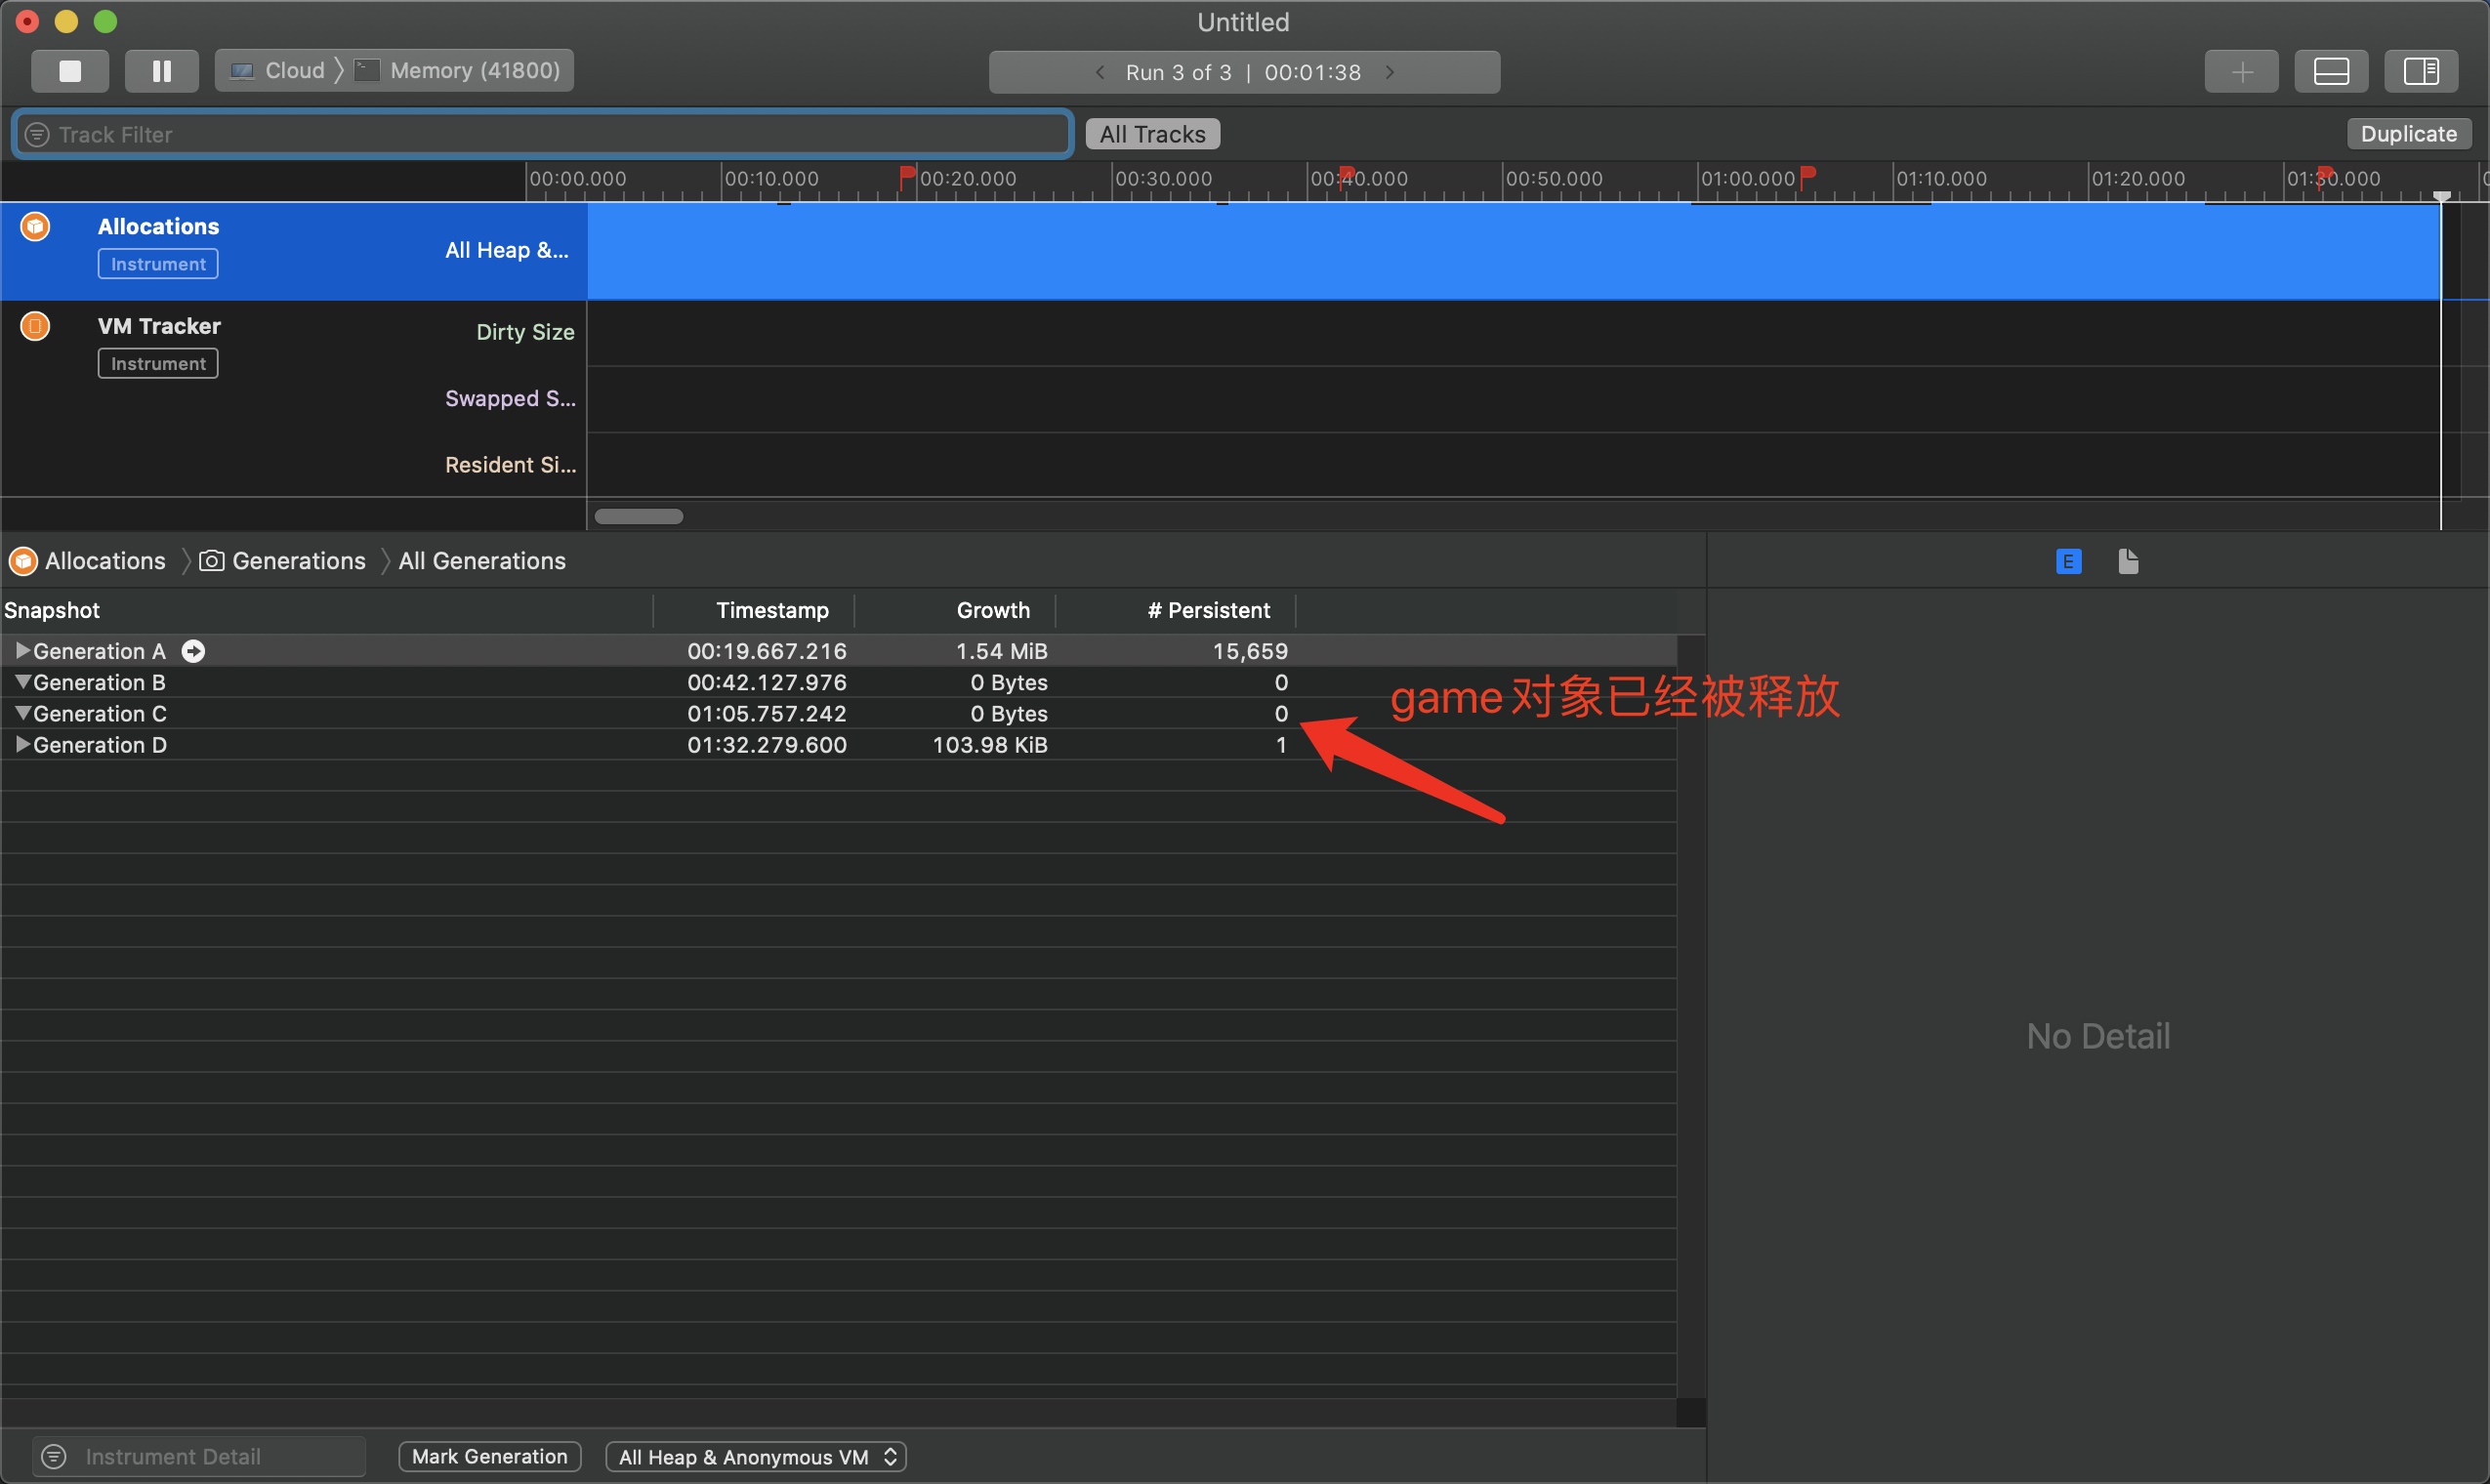 Untitled
Cloud Memory (41800)
Run 3 of 3 | 00:01:38
Track Filter
All Tracks
Duplicate
00:00.000 00:10.000 00:20.000 00:30.000 00:40.000 00:50.000 01:00.000 01:10.000 01:20.000 01:30.000
Allocations
Instrument
All Heap &...
VM Tracker
Instrument
Dirty Size
Swapped S...
Resident Si...
Allocations Generations All Generations
E
Snapshot Timestamp Growth # Persistent
Generation A 00:19.667.216 1.54 MiB 15,659
Generation B 00:42.127.976 0 Bytes 0
game对象已经被释放
Generation C 01:05.757.242 0 Bytes 0
Generation D 01:32.279.600 103.98 KiB 1
No Detail
Instrument Detail
Mark Generation
All Heap & Anonymous VM